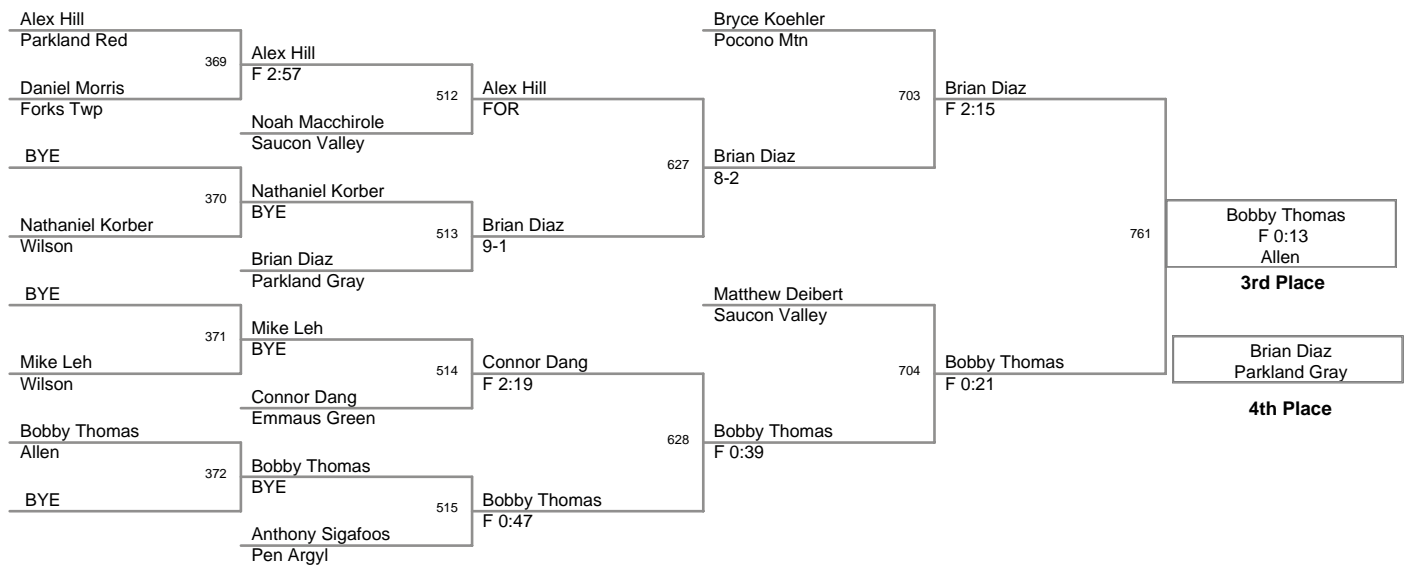 Alex Hill
Parkland Red
369
Daniel Morris
Forks Twp
BYE
370
Nathaniel Korber
Wilson
BYE
371
Mike Leh
Wilson
Bobby Thomas
Allen
372
BYE
Alex Hill
F 2:57
512
Noah Macchirole
Saucon Valley
Nathaniel Korber
BYE
513
Brian Diaz
Parkland Gray
Mike Leh
BYE
514
Connor Dang
Emmaus Green
Bobby Thomas
BYE
515
Anthony Sigafoos
Pen Argyl
Alex Hill
FOR
627
Brian Diaz
9-1
Connor Dang
F 2:19
628
Bobby Thomas
F 0:47
Bryce Koehler
Pocono Mtn
703
Brian Diaz
8-2
Matthew Deibert
Saucon Valley
704
Bobby Thomas
F 0:39
Brian Diaz
F 2:15
761
Bobby Thomas
F 0:21
Bobby Thomas
F 0:13
Allen
3rd Place
Brian Diaz
Parkland Gray
4th Place